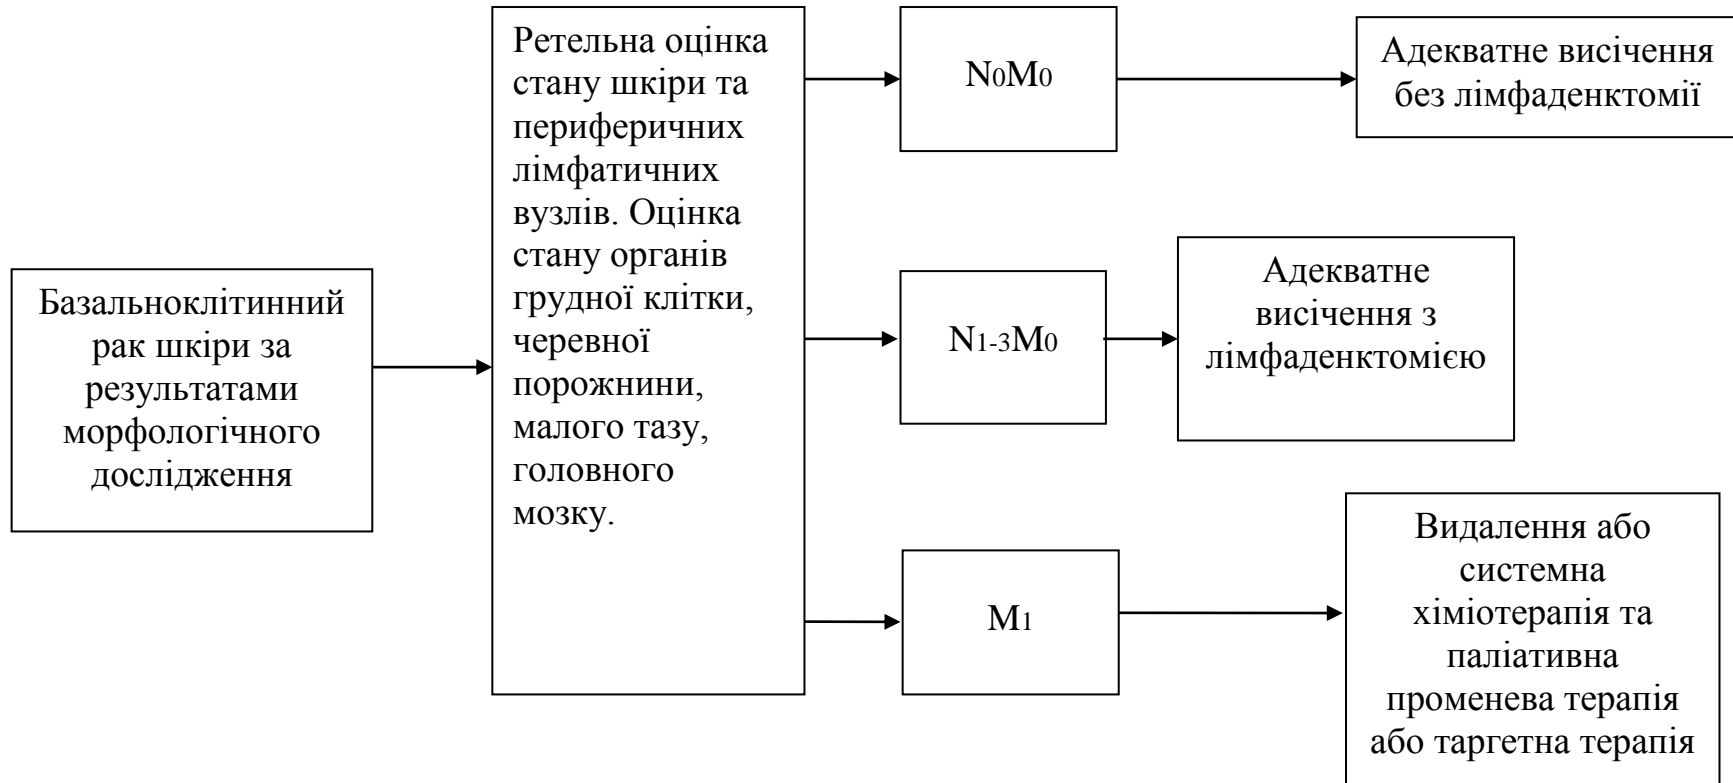 Базальноклітинний
рак шкіри за
результатами
морфологічного
дослідження
Ретельна оцінка
стану шкіри та
периферичних
лімфатичних
вузлів. Оцінка
стану органів
грудної клітки,
черевної
порожнини,
малого тазу,
головного
мозку.
N0M0
Адекватне висічення
без лімфаденктомії
N1-3M0
Адекватне
висічення з
лімфаденктомією
M1
Видалення або
системна
хіміотерапія та
паліативна
променева терапія
або таргетна терапія